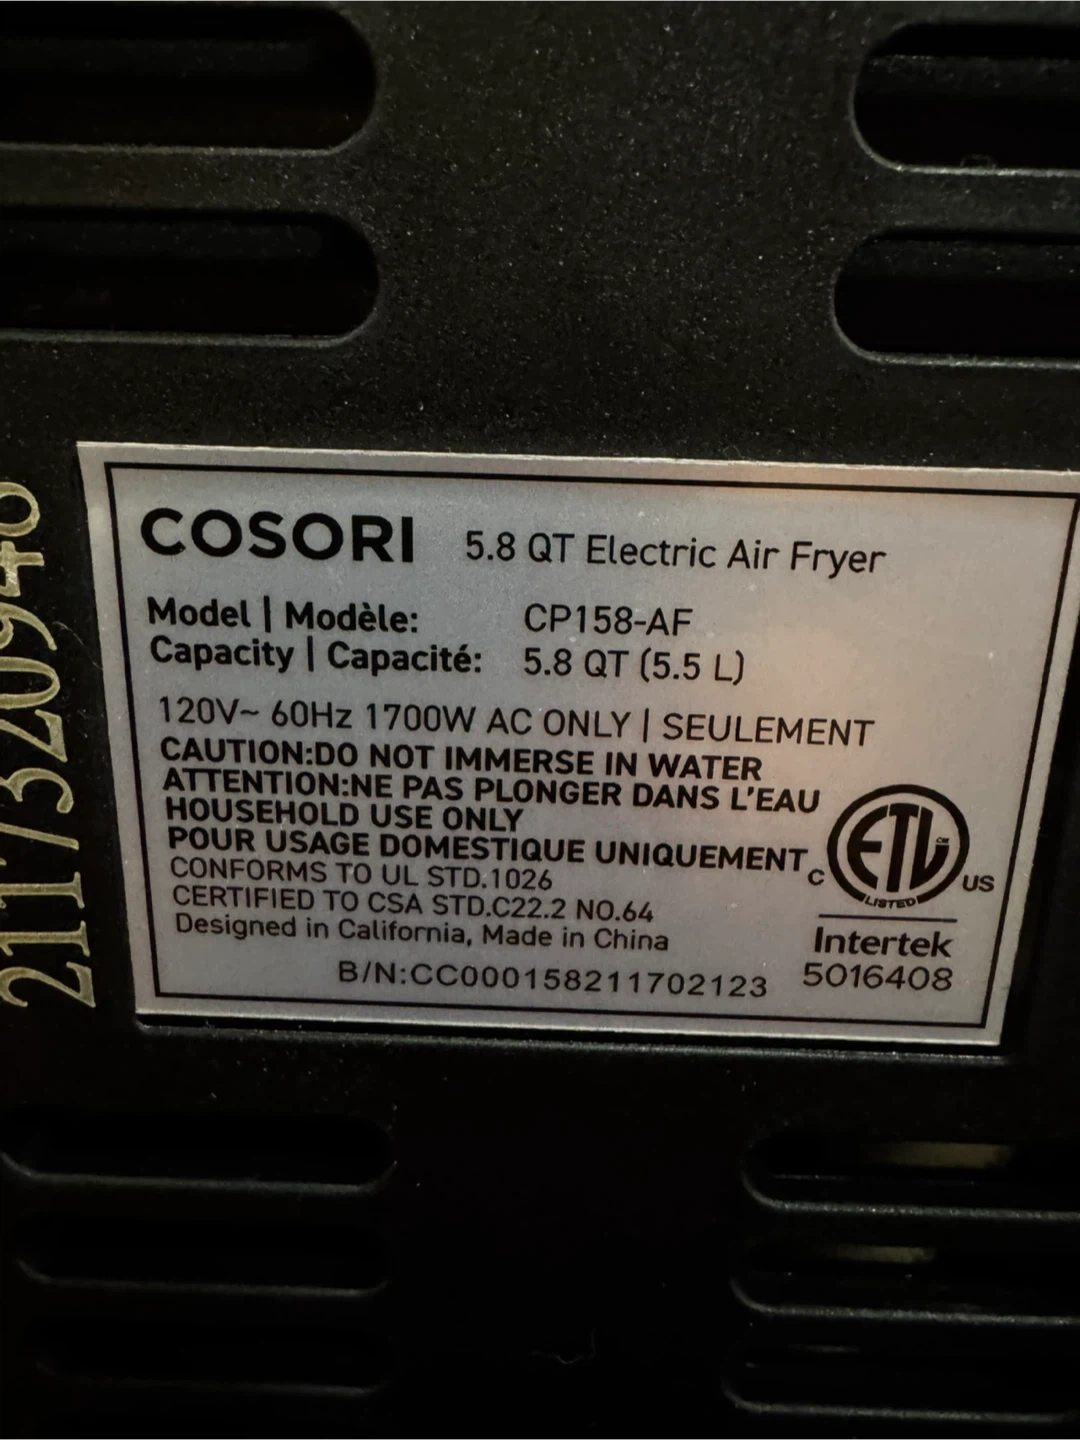 COSORI 5.8 QT Electric Air Fryer
Model | Modèle: CP158-AF
Capacity | Capacité: 5.8 QT (5.5 L)
120V~ 60Hz 1700W AC ONLY | SEULEMENT
CAUTION:DO NOT IMMERSE IN WATER
ATTENTION:NE PAS PLONGER DANS L'EAU
HOUSEHOLD USE ONLY
POUR USAGE DOMESTIQUE UNIQUEMENT
CONFORMS TO UL STD.1026
CERTIFIED TO CSA STD.C22.2 NO.64
Designed in California, Made in China
B/N:CC000158211702123
C ETL US
LISTED
Intertek
5016408